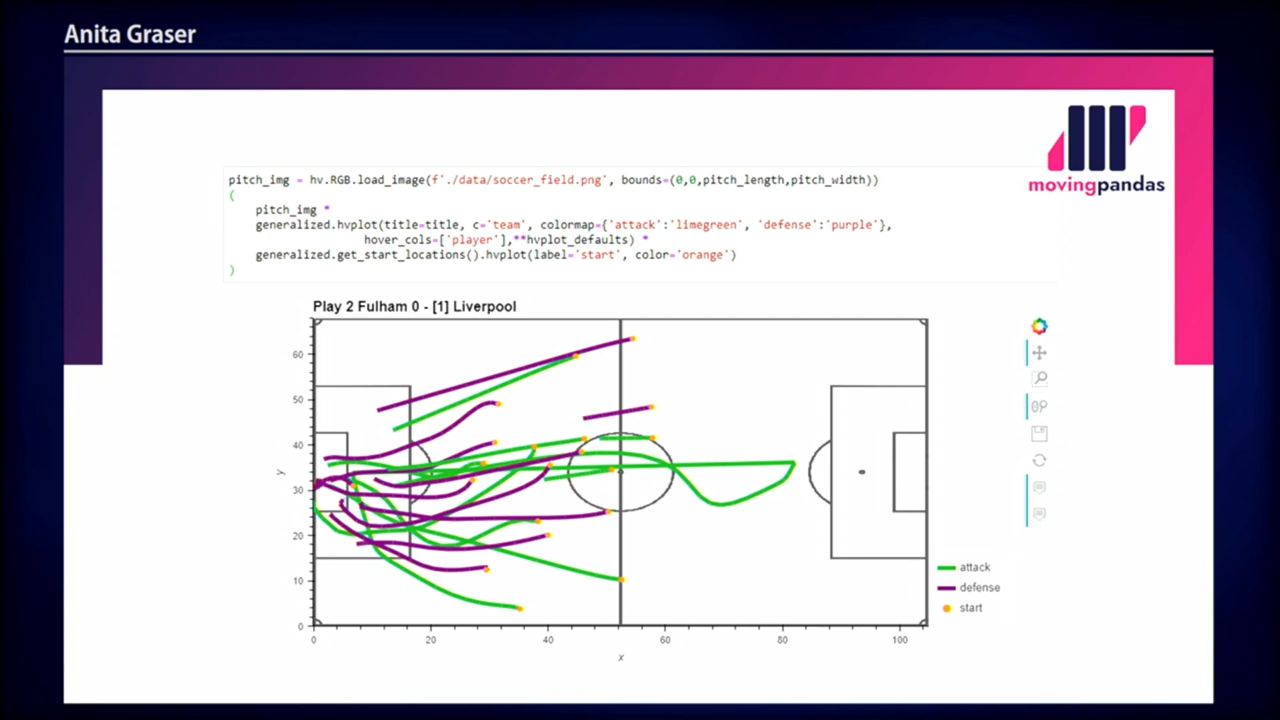 Anita Graser
movingpandas
pitch_img = hv.RGB.load_image(f'./data/soccer_field.png', bounds=(0,0,pitch_length,pitch_width))
(
pitch_img *
generalized.hvplot(title=title, c='team', colormap={'attack':'limegreen', 'defense':'purple'},
hover_cols=['player'],**hvplot_defaults) *
generalized.get_start_locations().hvplot(label='start', color='orange')
)
Play 2 Fulham 0 - [1] Liverpool
60
50
40
30
20
10
0
y
0 20 40 60 80 100
x
attack
defense
start